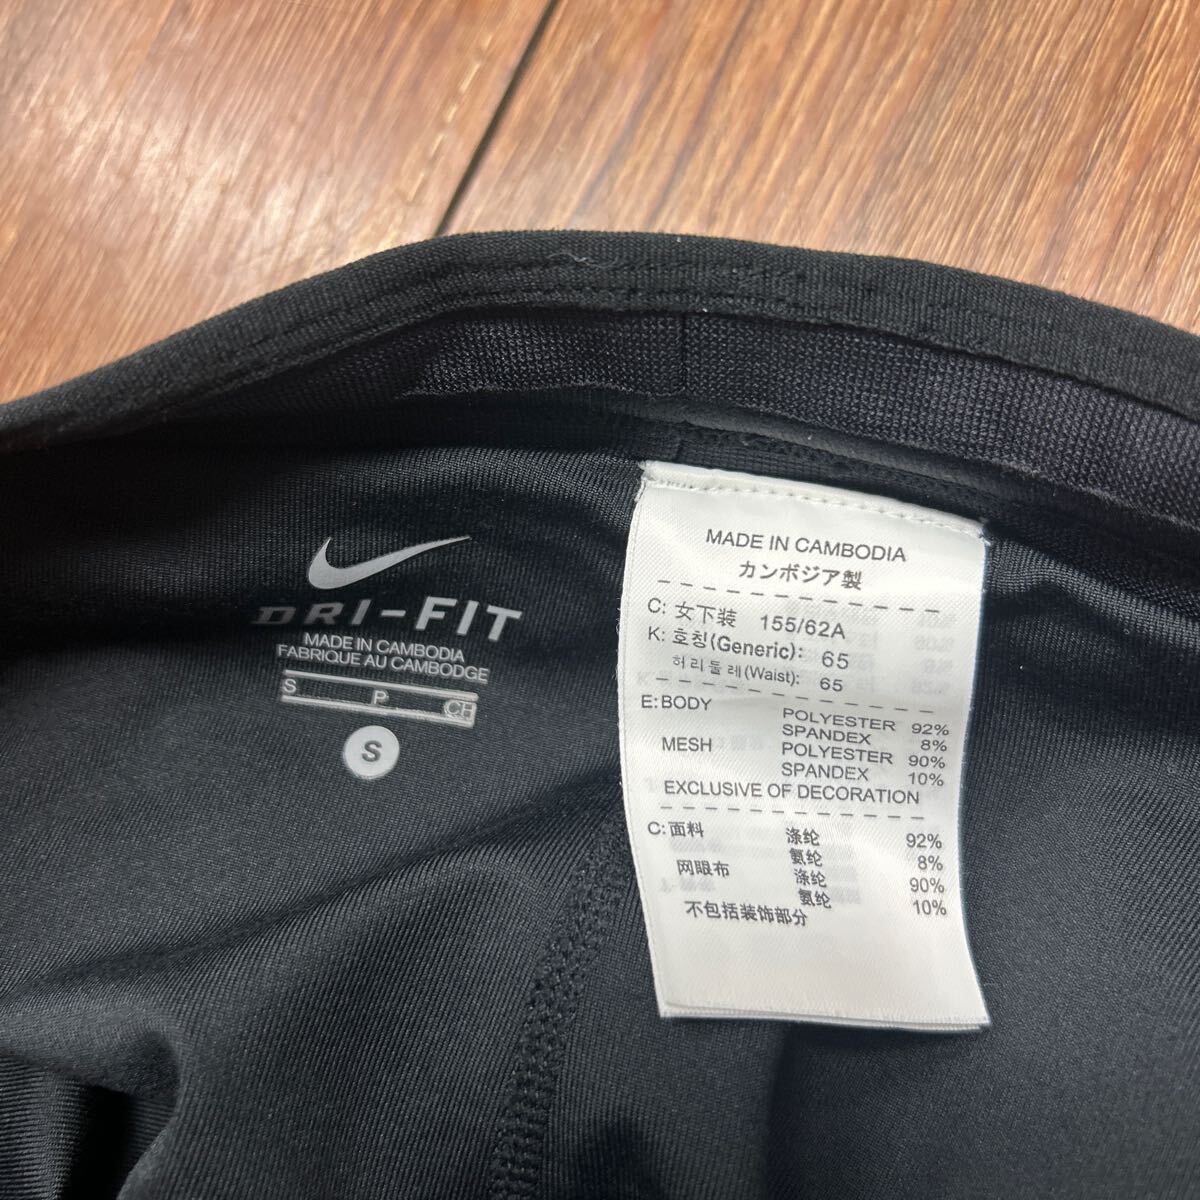 DRI-FIT
MADE IN CAMBODIA
FABRIQUE AU CAMBODGE
S P CH
S
MADE IN CAMBODIA
カンボジア製
C: 女下装 155/62A
K: 호칭(Generic): 65
허리둘레(Waist): 65
E: BODY POLYESTER 92%
SPANDEX 8%
MESH POLYESTER 90%
SPANDEX 10%
EXCLUSIVE OF DECORATION
C: 面料 涤纶 92%
氨纶 8%
网眼布 涤纶 90%
氨纶 10%
不包括装饰部分